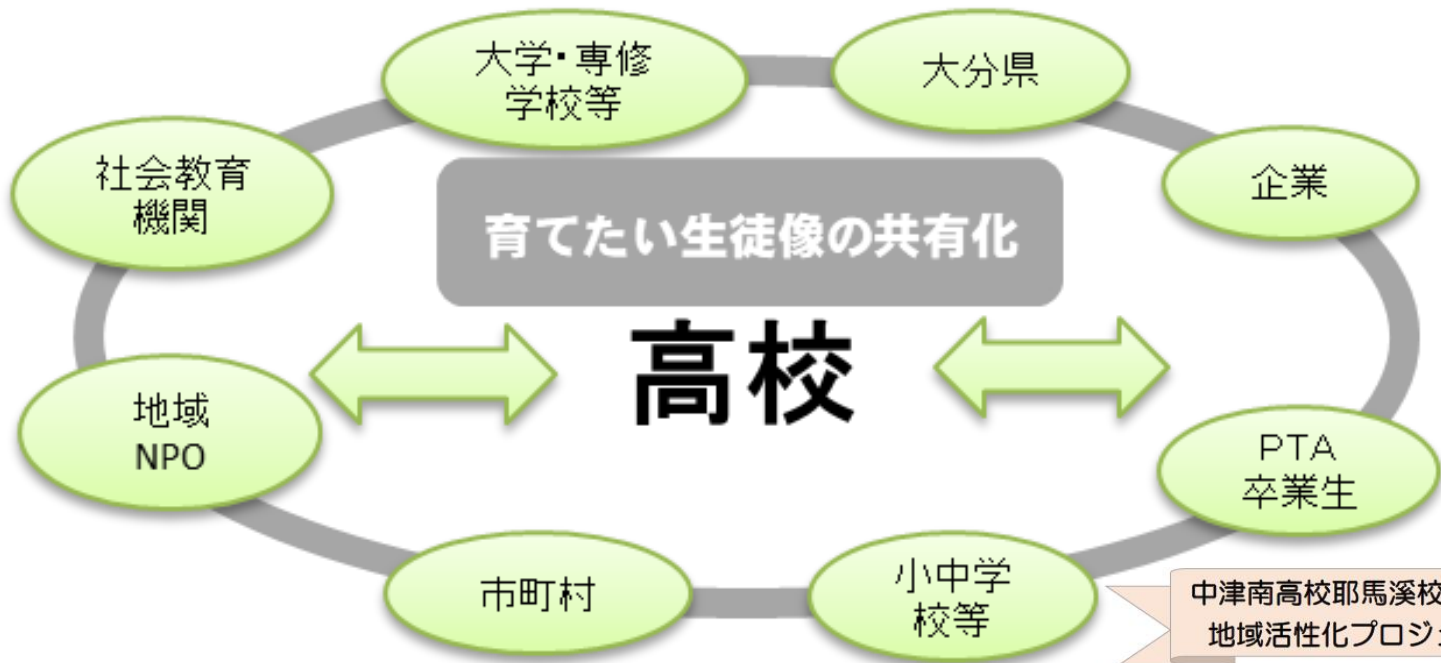 大学・専修
学校等
大分県
社会教育
機関
企業
育てたい生徒像の共有化
高校
地域
NPO
PTA
卒業生
市町村
小中学
校等
中津南高校耶馬溪校
地域活性化プロジ